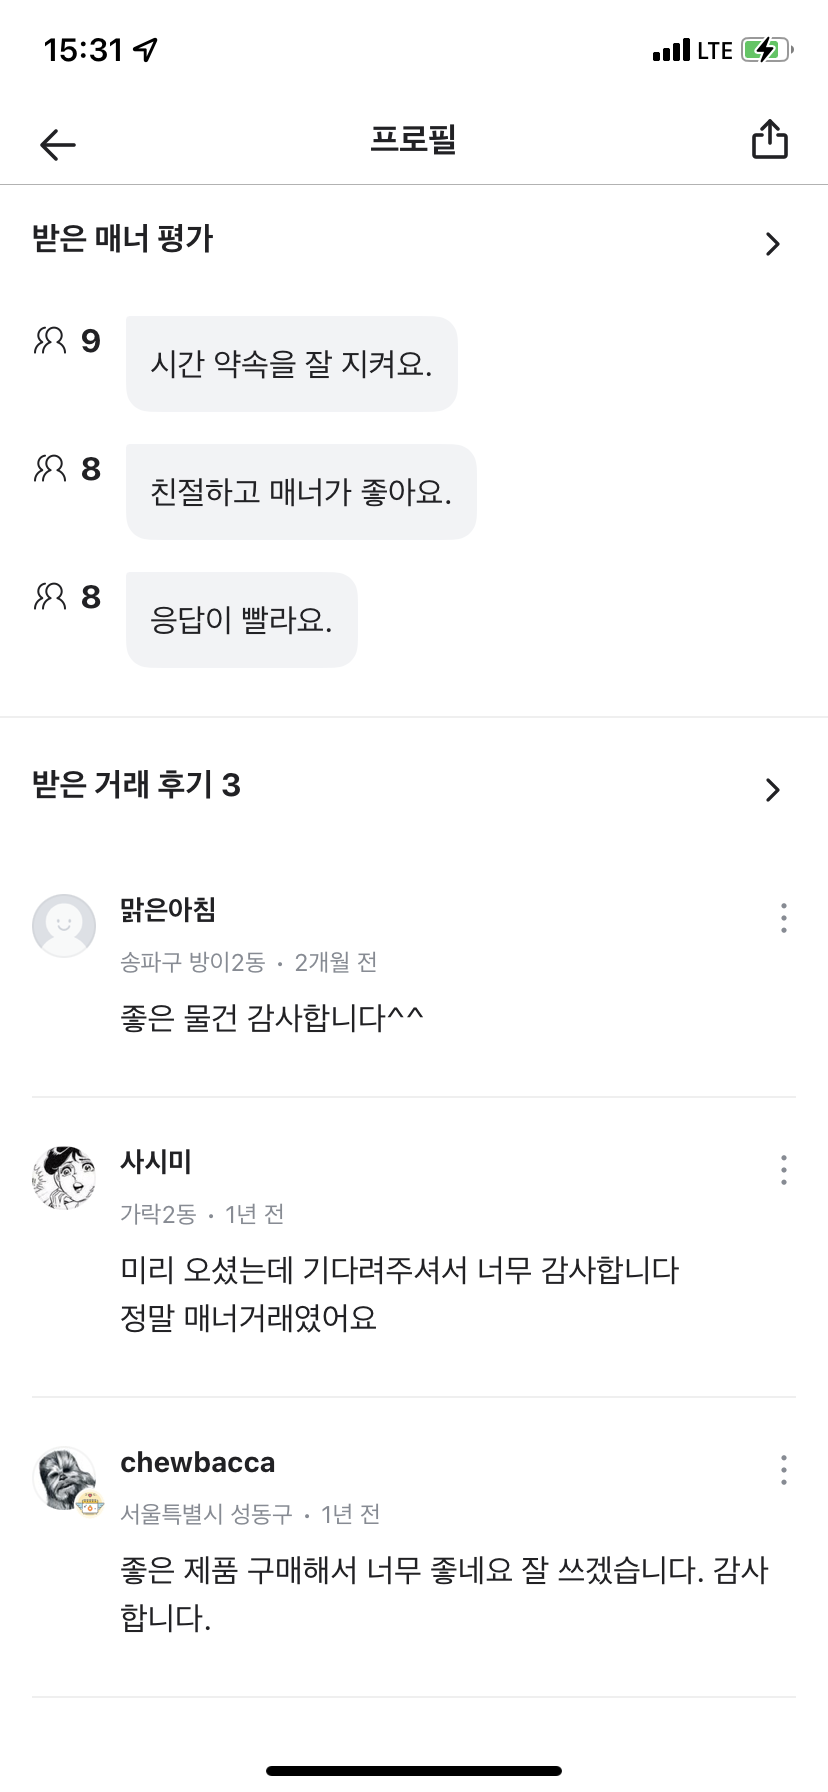 15:31 LTE
프로필
받은 매너 평가
9 시간 약속을 잘 지켜요.
8 친절하고 매너가 좋아요.
8 응답이 빨라요.
받은 거래 후기 3
맑은아침
송파구 방이2동 · 2개월 전
좋은 물건 감사합니다^^
사시미
가락2동 · 1년 전
미리 오셨는데 기다려주셔서 너무 감사합니다
정말 매너거래였어요
chewbacca
서울특별시 성동구 · 1년 전
좋은 제품 구매해서 너무 좋네요 잘 쓰겠습니다. 감사
합니다.